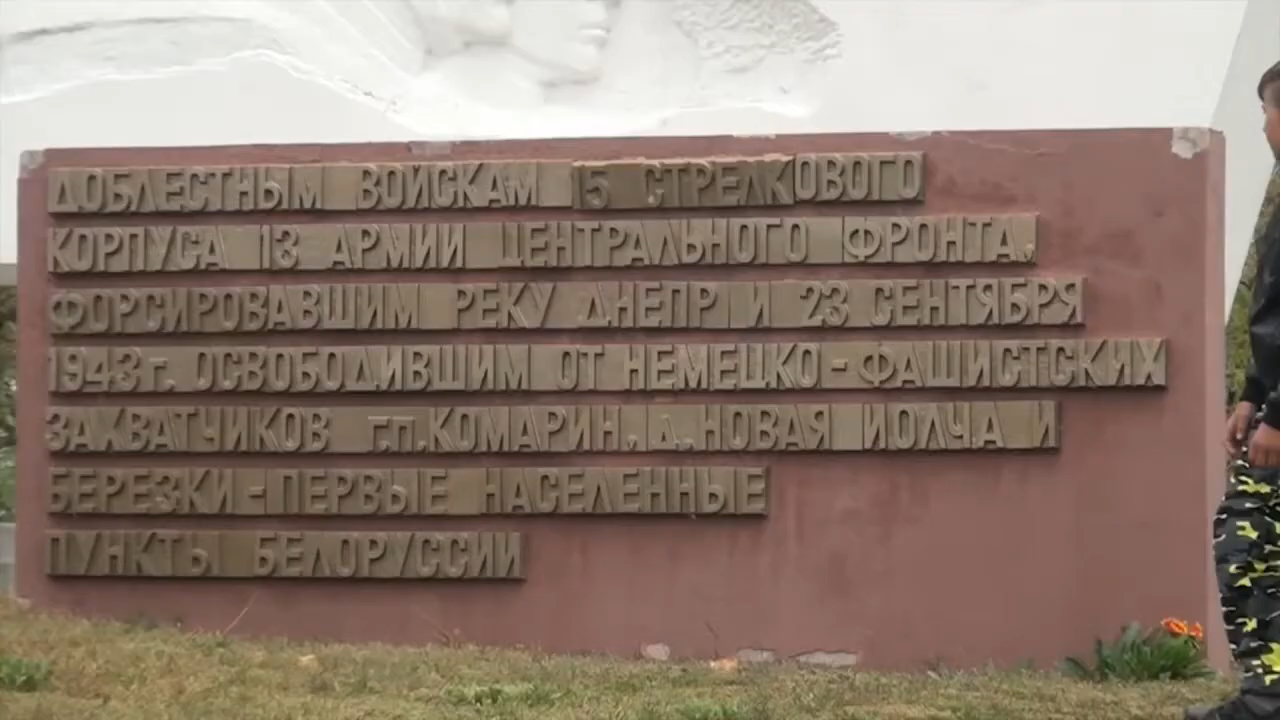 ДОБЛЕСТНЫМ ВОЙСКАМ 15 СТРЕЛКОВОГО
КОРПУСА 13 АРМИИ ЦЕНТРАЛЬНОГО ФРОНТА,
ФОРСИРОВАВШИМ РЕКУ ДНЕПР И 23 СЕНТЯБРЯ
1943 г. ОСВОБОДИВШИМ ОТ НЕМЕЦКО-ФАШИСТСКИХ
ЗАХВАТЧИКОВ г.п. КОМАРИН, д. НОВАЯ ИОЛЧА И
БЕРЕЗКИ-ПЕРВЫЕ НАСЕЛЕННЫЕ
ПУНКТЫ БЕЛОРУССИИ